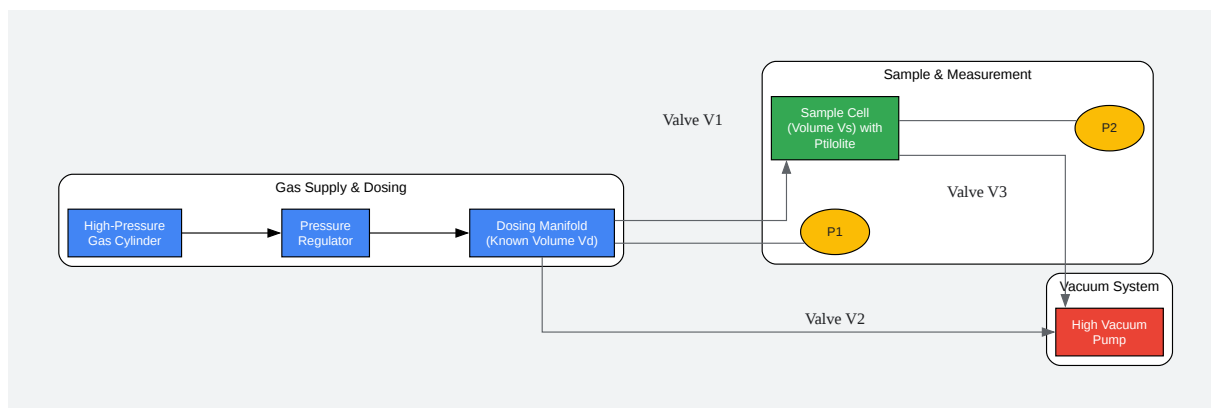 Sample & Measurement
Sample Cell
(Volume Vs) with
Ptilolite
P2
Valve V1
Valve V3
Gas Supply & Dosing
High-Pressure
Gas Cylinder
Pressure
Regulator
Dosing Manifold
(Known Volume Vd)
P1
Vacuum System
High Vacuum
Pump
Valve V2